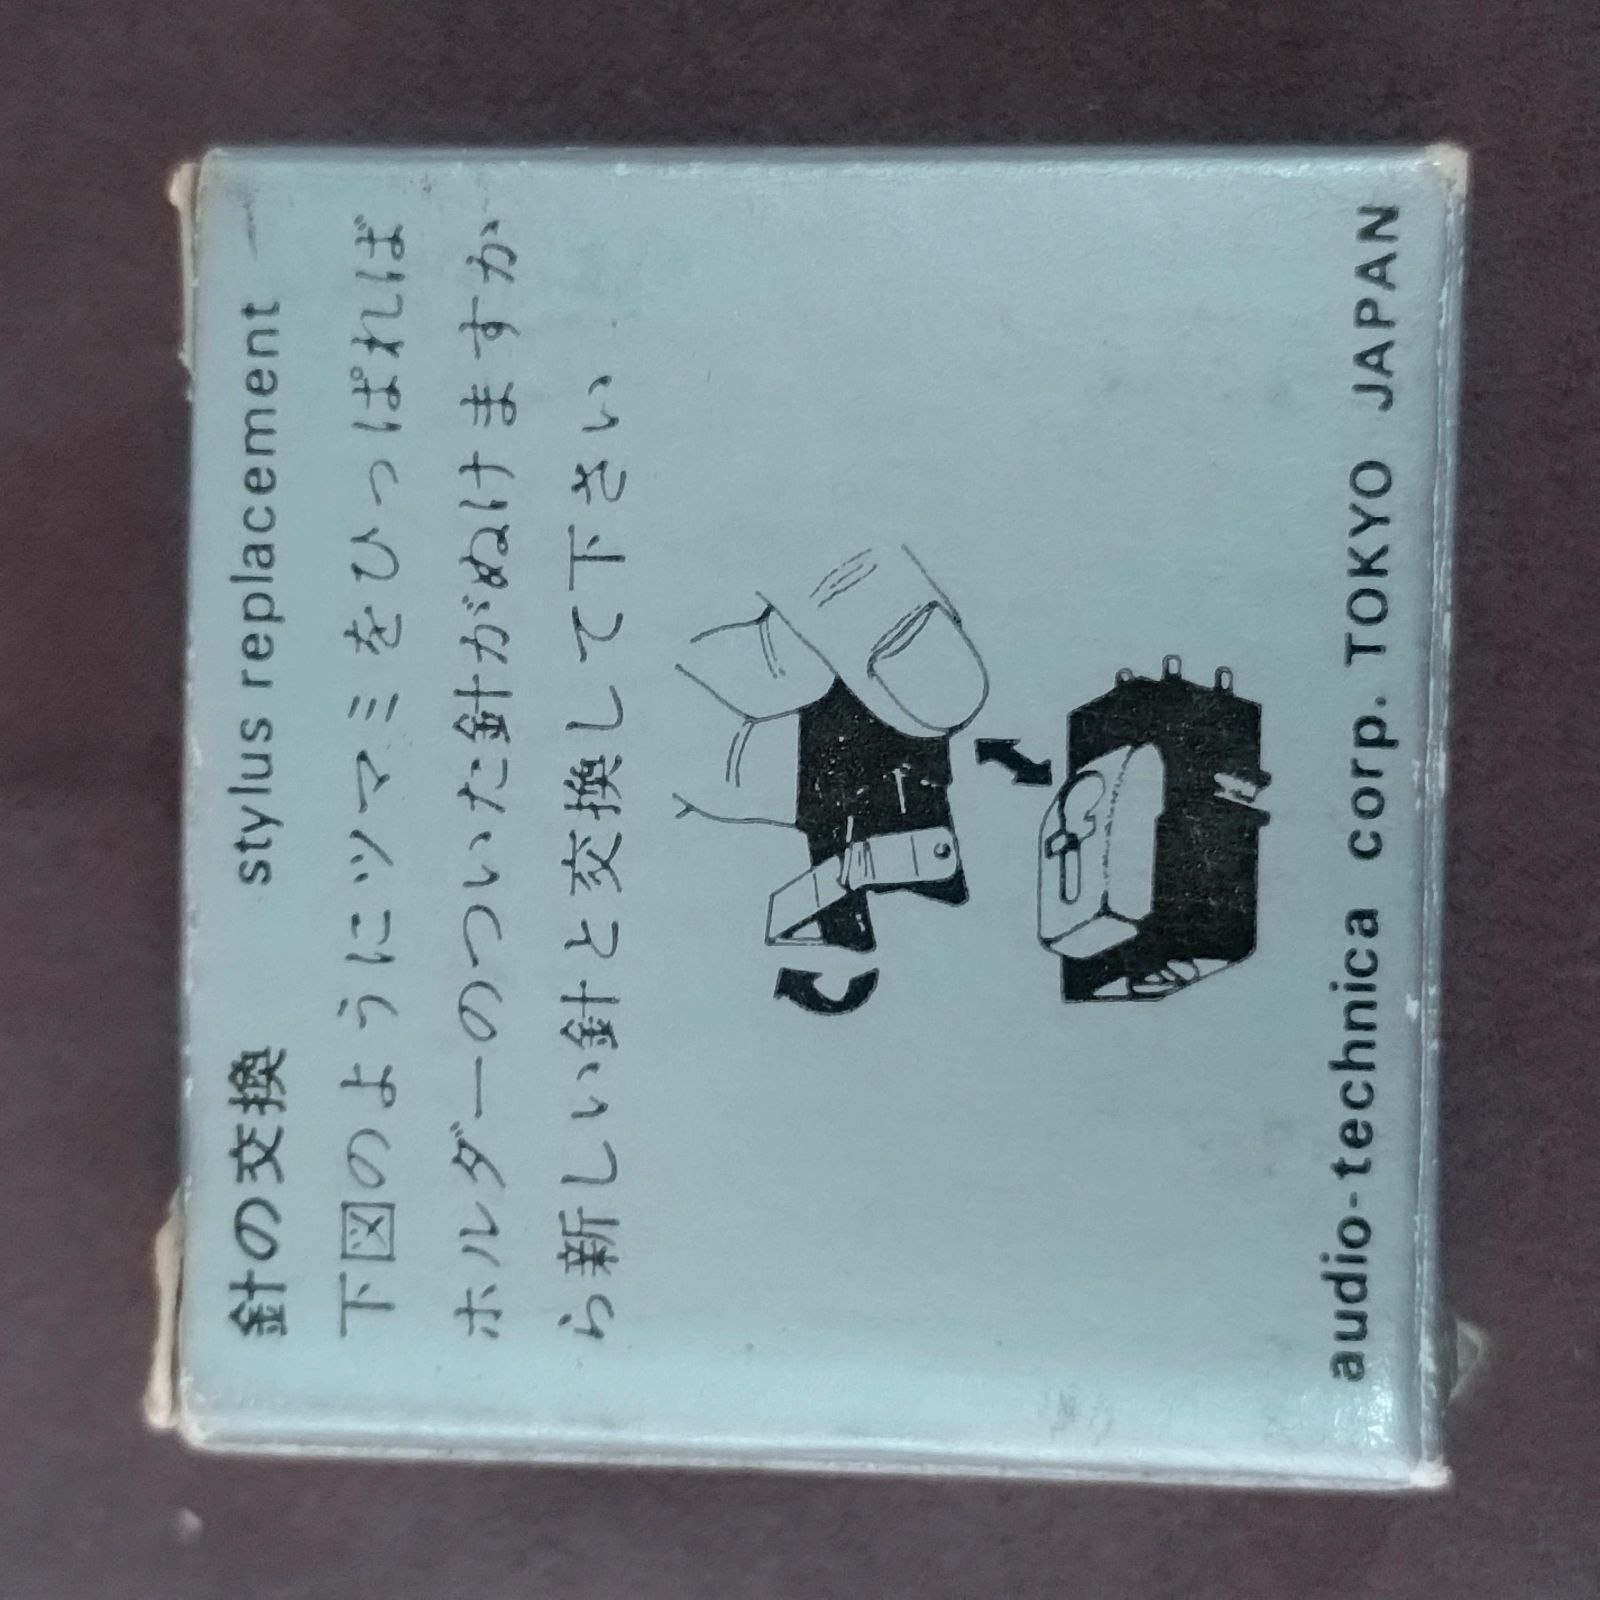 針の交換 stylus replacement
下図のようにツマミをひっぱれば
ホルダーのついた針がぬけますか
ら新しい針と交換して下さい
audio-technica corp. TOKYO JAPAN